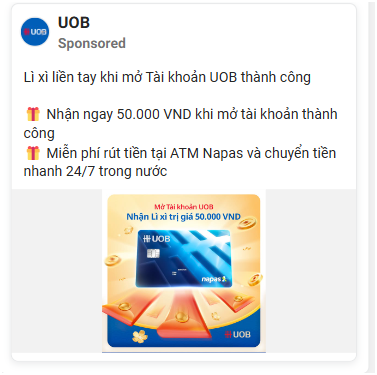 UOB
Sponsored
Lì xì liền tay khi mở Tài khoản UOB thành công
🎁 Nhận ngay 50.000 VND khi mở tài khoản thành
công
🎁 Miễn phí rút tiền tại ATM Napas và chuyển tiền
nhanh 24/7 trong nước
Mở Tài khoản UOB
Nhận Lì xì trị giá 50.000 VND
UOB
napas
UOB